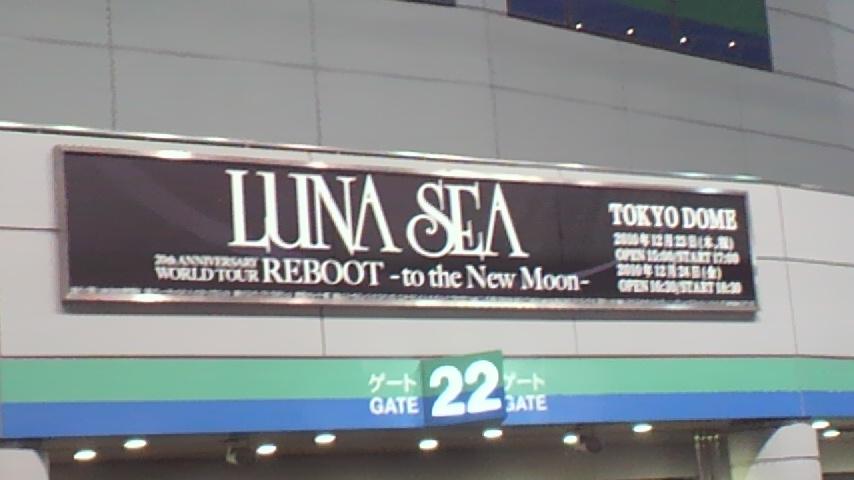 LUNA SEA
20th ANNIVERSARY
WORLD TOUR REBOOT -to the New Moon-
TOKYO DOME
2010年12月23日(木,祝)
OPEN 15:00/START 17:00
2010年12月24日(金)
OPEN 16:30/START 18:30
ゲート 22 ゲート
GATE GATE